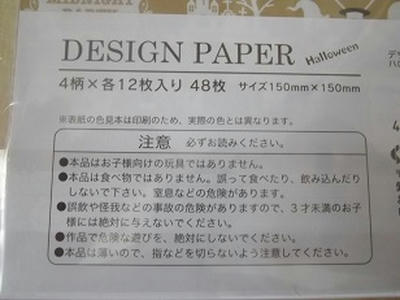 MIDNIGHT
PARTY
DESIGN PAPER Halloween
4柄×各12枚入り 48枚 サイズ150mm×150mm
※表紙の色見本は印刷のため、実際の色とは異なります。
注意 必ずお読みください。
●本品はお子様向けの玩具ではありません。
●本品は食べ物ではありません。誤って食べたり、飲み込んだり
しないで下さい。窒息などの危険があります。
●誤飲や怪我などの事故の危険がありますので、3才未満のお子
様には絶対に与えないでください。
●作品で危険な遊びを、絶対にしないでください。
●本品は薄いので、指などを切らないよう注意してください。